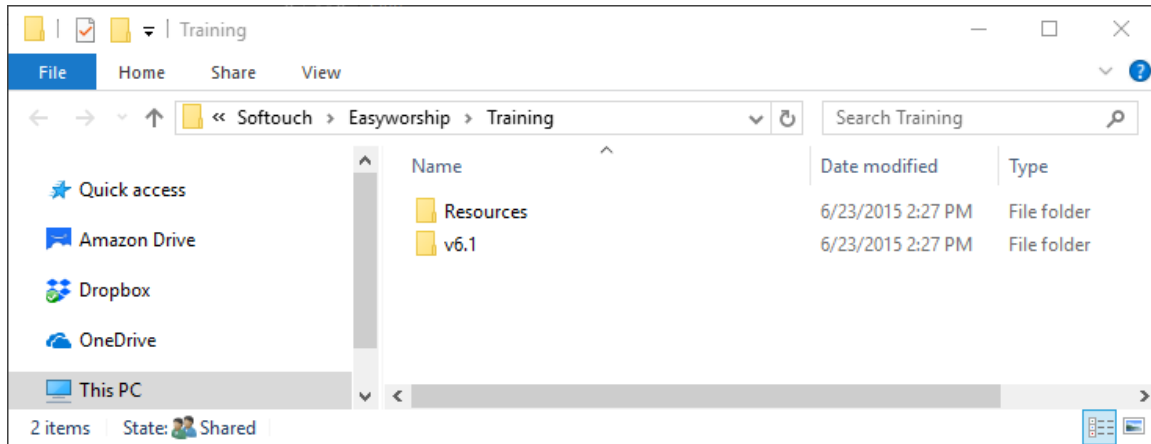 Training
File Home Share View
« Softouch > Easyworship > Training Search Training
Name Date modified Type
Quick access
Resources 6/23/2015 2:27 PM File folder
Amazon Drive
v6.1 6/23/2015 2:27 PM File folder
Dropbox
OneDrive
This PC
2 items State: Shared